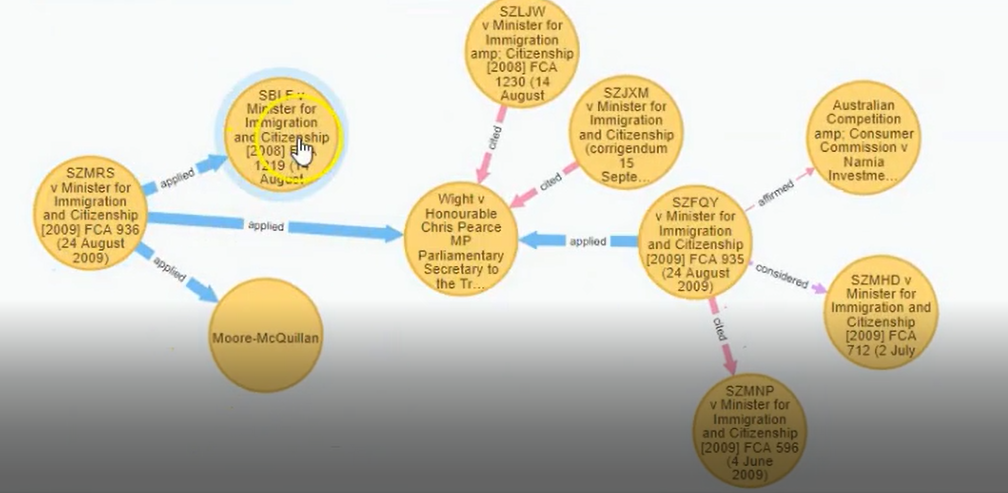 SZLJW
v Minister for
Immigration
amp; Citizenship
[2008] FCA
1230 (14
August
SBLF v
Minister for
Immigration
and Citizenship
[2008]
1219 (14
August
SZJXM
v Minister for
Immigration
and Citizenship
(corrigendum
15
Septe...
Australian
Competition
amp; Consumer
Commission v
Narnia
Investme...
cited
cited
applied
affirmed
SZMRS
v Minister for
Immigration
and Citizenship
[2009] FCA 936
(24 August
2009)
applied
Wight v
Honourable
Chris Pearce
MP
Parliamentary
Secretary to
the Tr...
applied
SZFQY
v Minister for
Immigration
and Citizenship
[2009] FCA 935
(24 August
2009)
applied
considered
SZMHD v
Minister for
Immigration and
Citizenship
[2009] FCA
712 (2 July
Moore-McQuillan
cited
SZMNP
v Minister for
Immigration
and Citizenship
[2009] FCA 596
(4 June
2009)